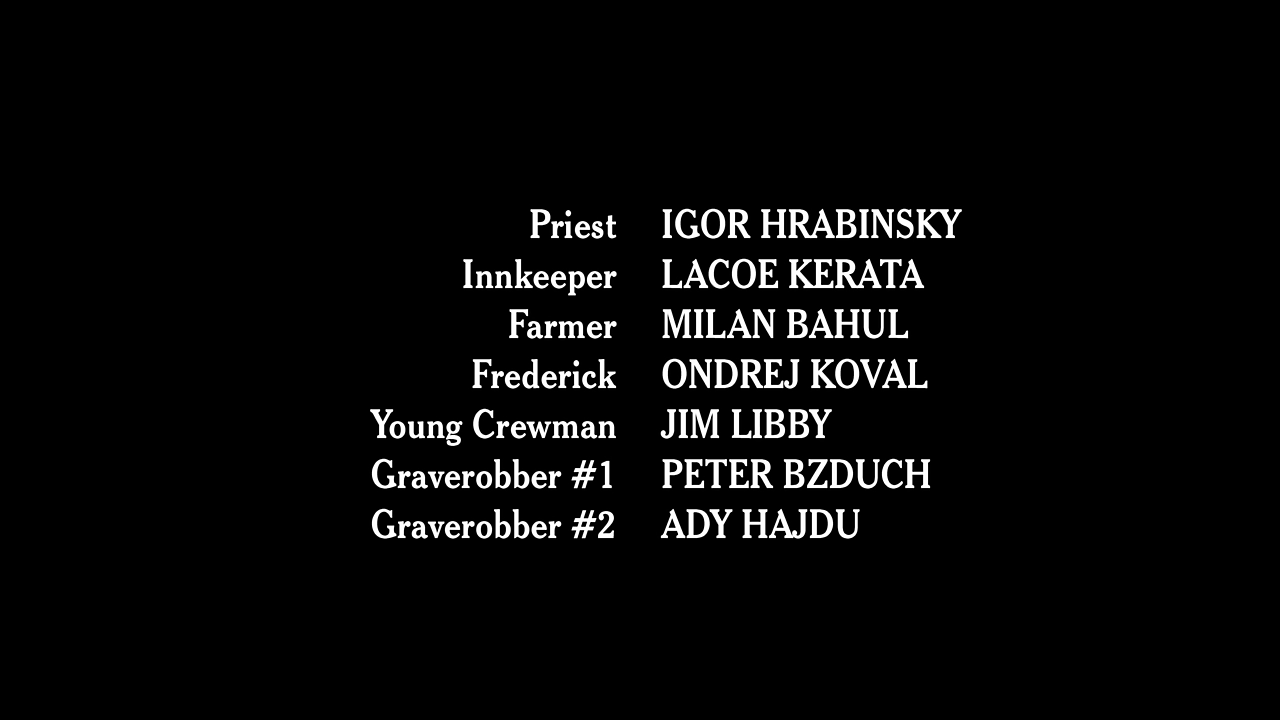 Priest IGOR HRABINSKY
Innkeeper LACOE KERATA
Farmer MILAN BAHUL
Frederick ONDREJ KOVAL
Young Crewman JIM LIBBY
Graverobber #1 PETER BZDUCH
Graverobber #2 ADY HAJDU